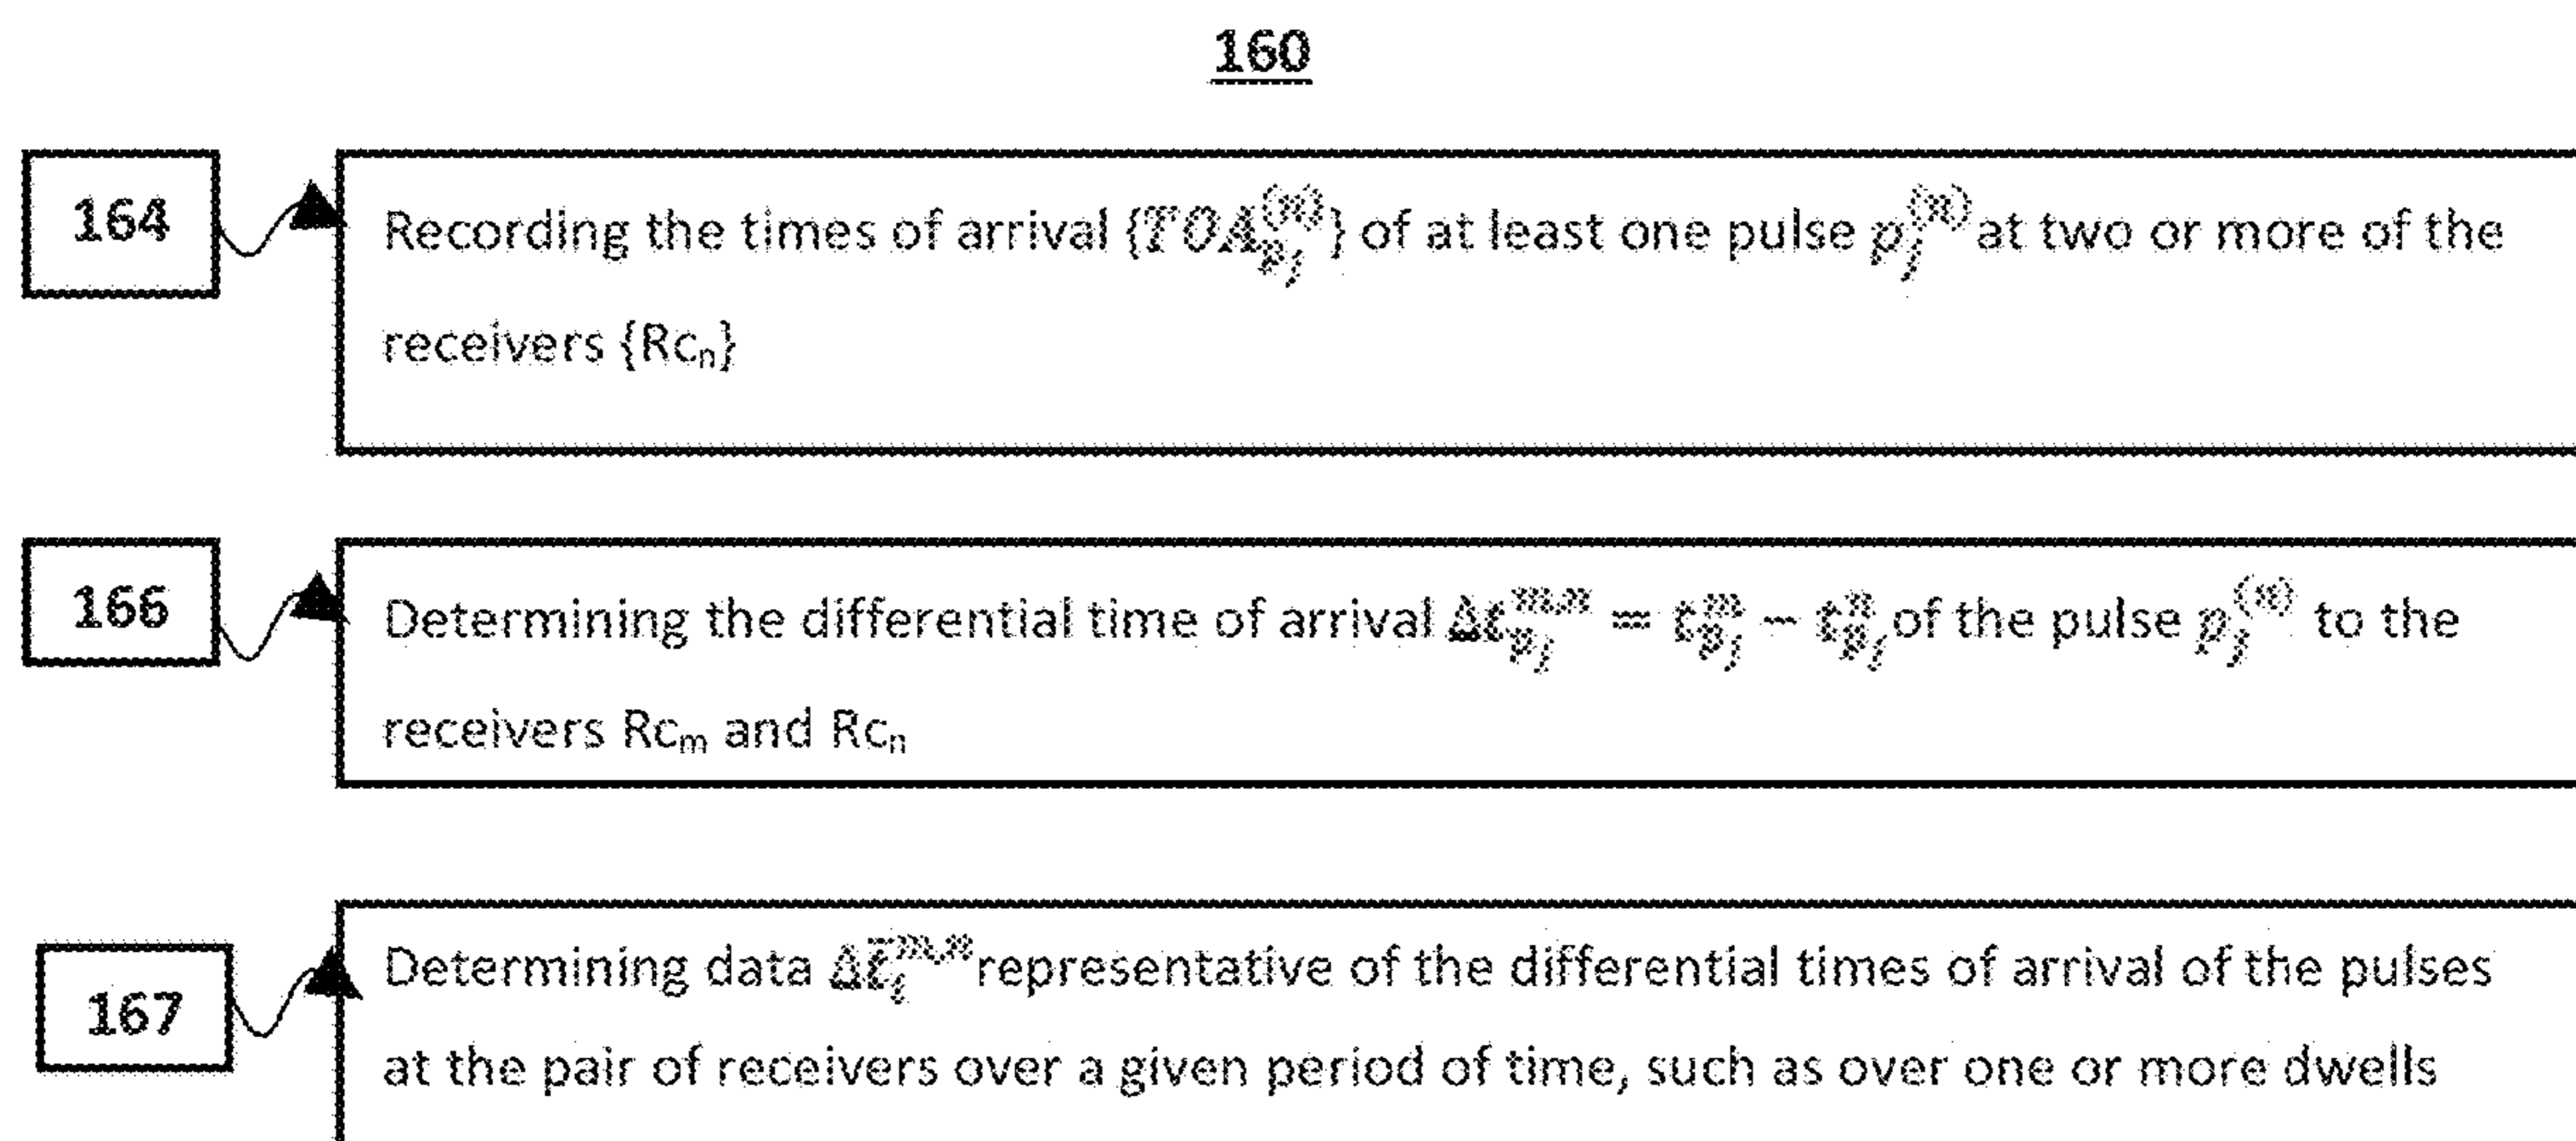 160
164
Recording the times of arrival {TOA_{p_j}^{(n)}} of at least one pulse p_j^{(n)} at two or more of the
receivers {Rc_n}
166
Determining the differential time of arrival Δt_{p_j}^{m,n} = t_{p_j}^m − t_{p_j}^n of the pulse p_j^{(n)} to the
receivers Rc_m and Rc_n
167
Determining data Δt̄_i^{m,n} representative of the differential times of arrival of the pulses
at the pair of receivers over a given period of time, such as over one or more dwells